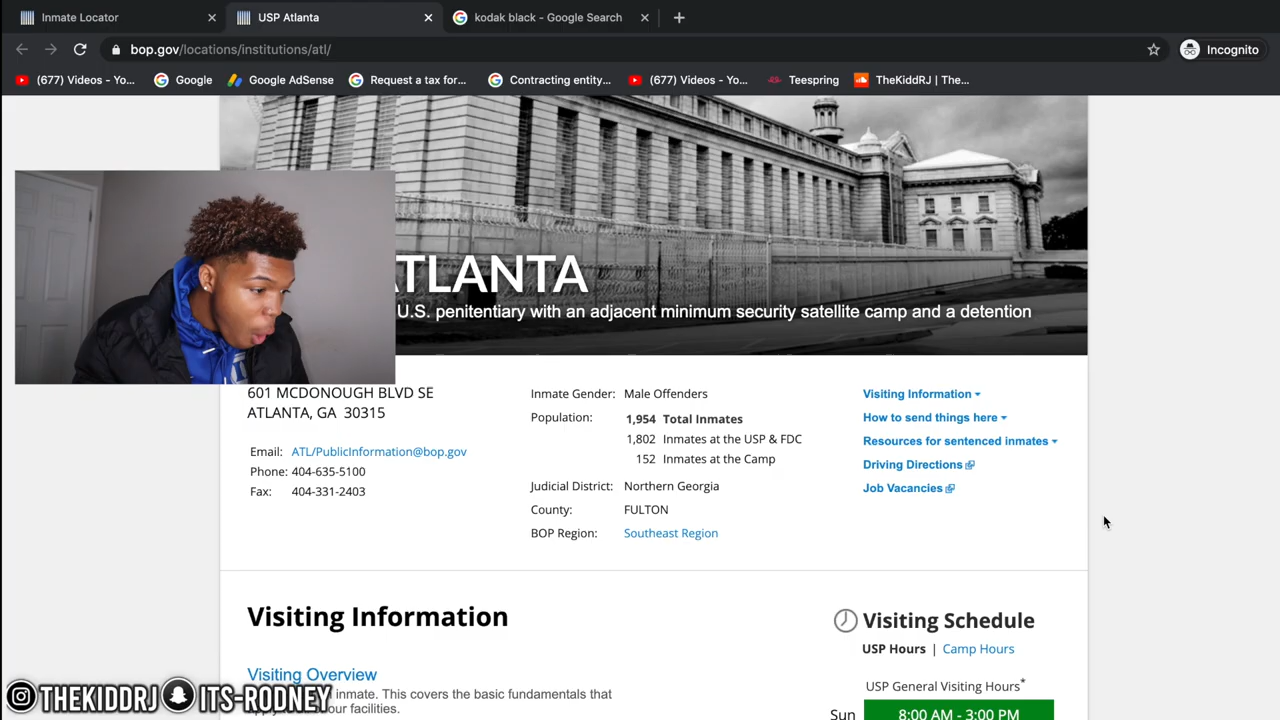 Inmate Locator
USP Atlanta
kodak black - Google Search
bop.gov/locations/institutions/atl/
Incognito
(677) Videos - Yo...
Google
Google AdSense
Request a tax for...
Contracting entity...
(677) Videos - Yo...
Teespring
TheKiddRJ | The...
ATLANTA
U.S. penitentiary with an adjacent minimum security satellite camp and a detention
601 MCDONOUGH BLVD SE
ATLANTA, GA 30315
Email: ATL/PublicInformation@bop.gov
Phone: 404-635-5100
Fax: 404-331-2403
Inmate Gender: Male Offenders
Population: 1,954 Total Inmates
1,802 Inmates at the USP & FDC
152 Inmates at the Camp
Judicial District: Northern Georgia
County: FULTON
BOP Region: Southeast Region
Visiting Information
How to send things here
Resources for sentenced inmates
Driving Directions
Job Vacancies
Visiting Information
Visiting Overview
inmate. This covers the basic fundamentals that
our facilities.
Visiting Schedule
USP Hours | Camp Hours
USP General Visiting Hours*
Sun 8:00 AM - 3:00 PM
THEKIDDRJ ITS-RODNEY